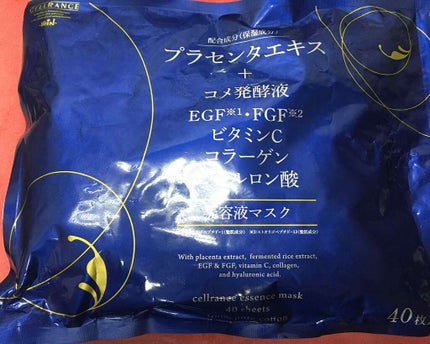 CELLRANGE
配合成分(保湿成分)
プラセンタエキス
+
コメ発酵液
EGF※1・FGF※2
ビタミンC
コラーゲン
ルロン酸
容液マスク
With placenta extract, fermented rice extract,
EGF & FGF, vitamin C, collagen,
and hyaluronic acid.
cellrange essence mask
40 sheets
cotton
40枚